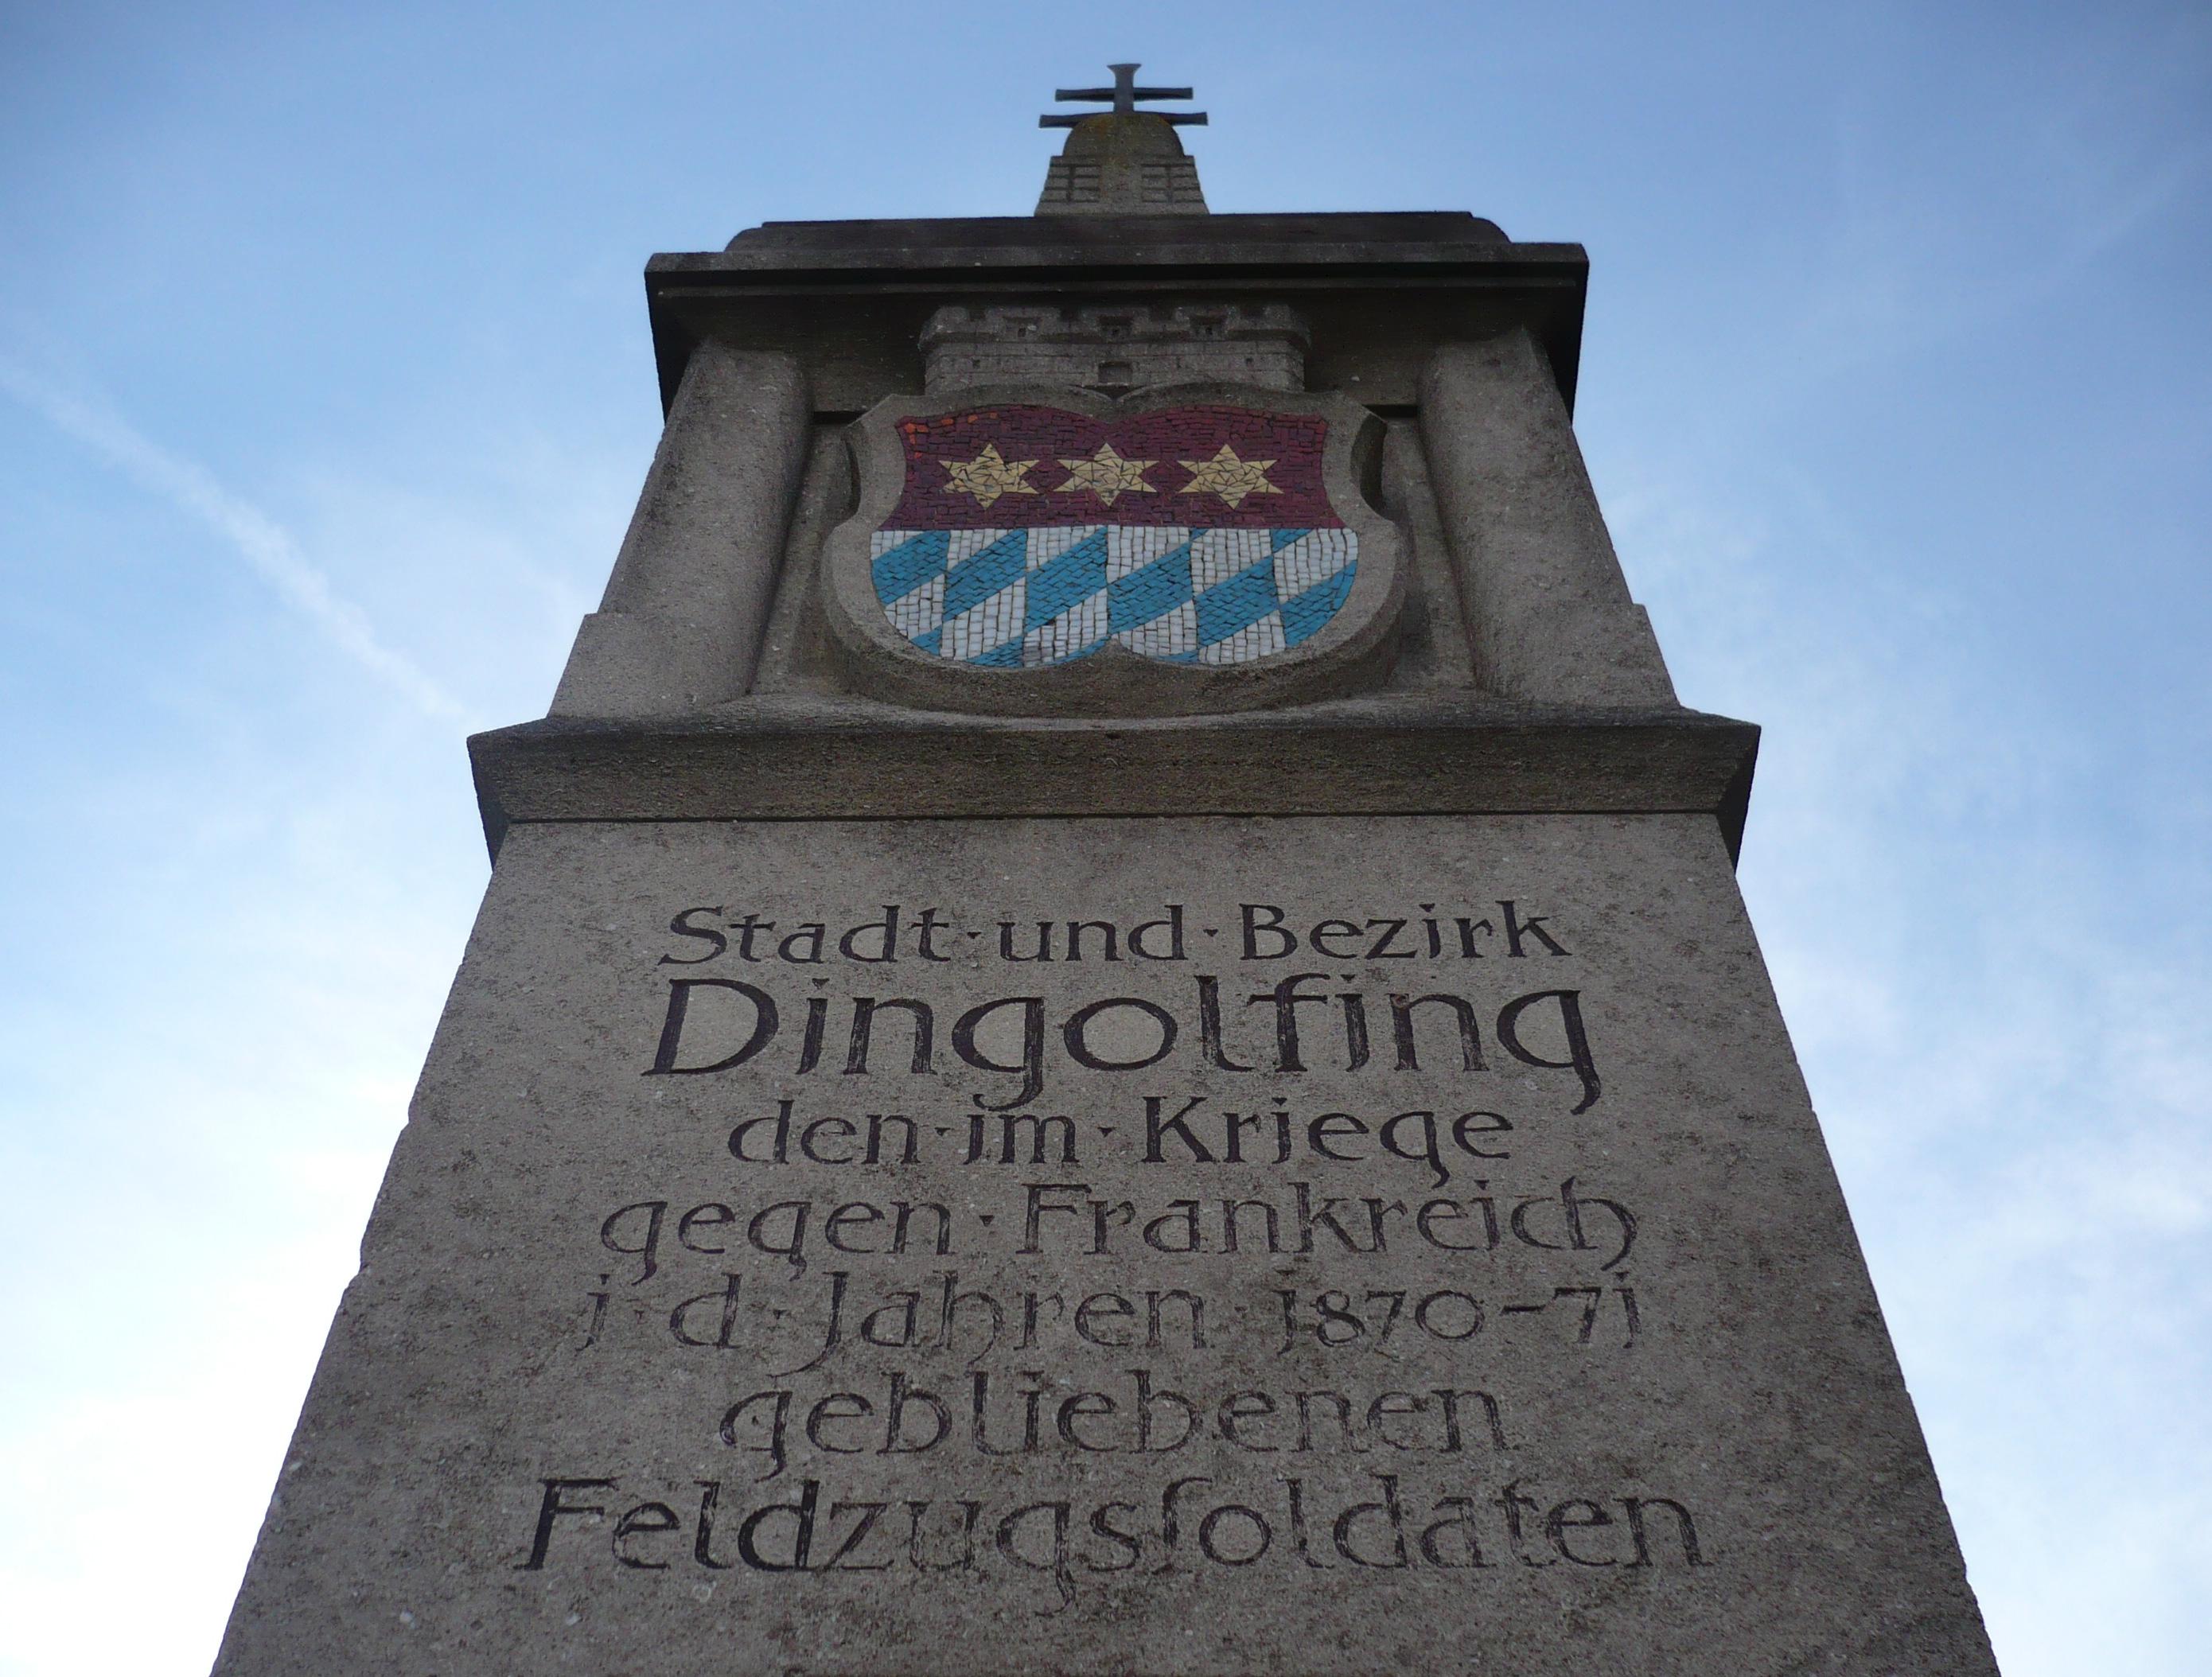 Stadt · und · Bezirk
Dingolfing
den · im · Kriege
gegen · Frankreich
i · d · Jahren · 1870–71
gebliebenen
Feldzugsſoldaten